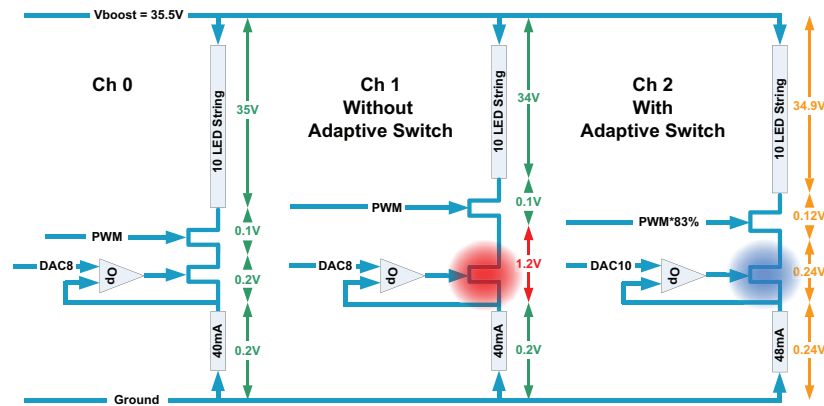 Vboost = 35.5V
Ch 0
10 LED String
35V
PWM
0.1V
DAC8
Op
0.2V
40mA
0.2V
Ch 1
Without
Adaptive Switch
10 LED String
34V
PWM
0.1V
DAC8
Op
1.2V
40mA
0.2V
Ch 2
With
Adaptive Switch
10 LED String
34.9V
PWM*83%
0.12V
DAC10
Op
0.24V
48mA
0.24V
Ground